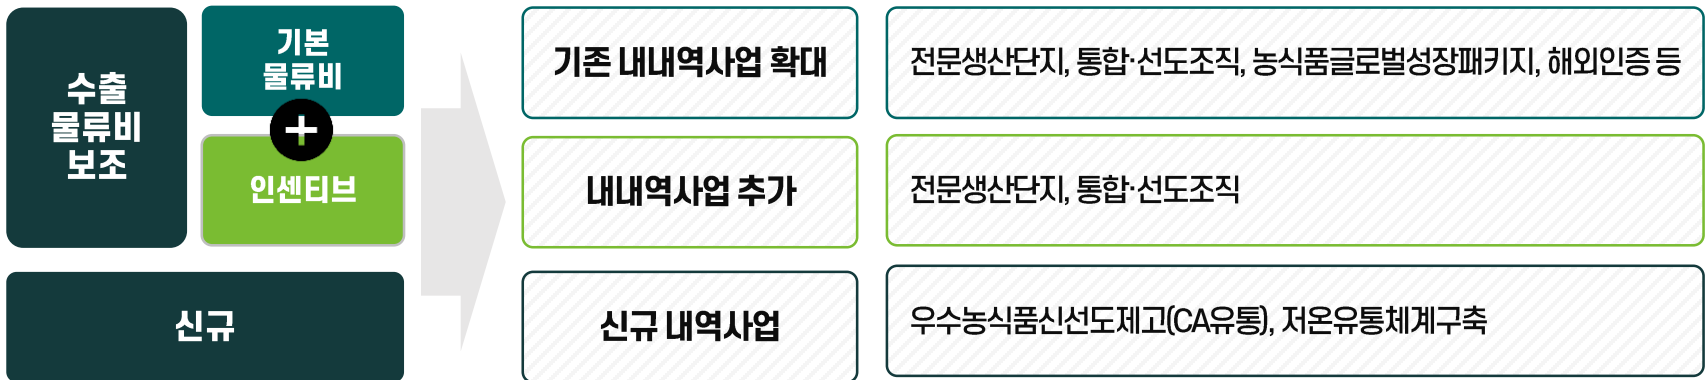 수출
물류비
보조
기본
물류비
+
인센티브
신규
기존 내내역사업 확대
전문생산단지, 통합·선도조직, 농식품글로벌성장패키지, 해외인증 등
내내역사업 추가
전문생산단지, 통합·선도조직
신규 내역사업
우수농식품신선도제고(CA유통), 저온유통체계구축